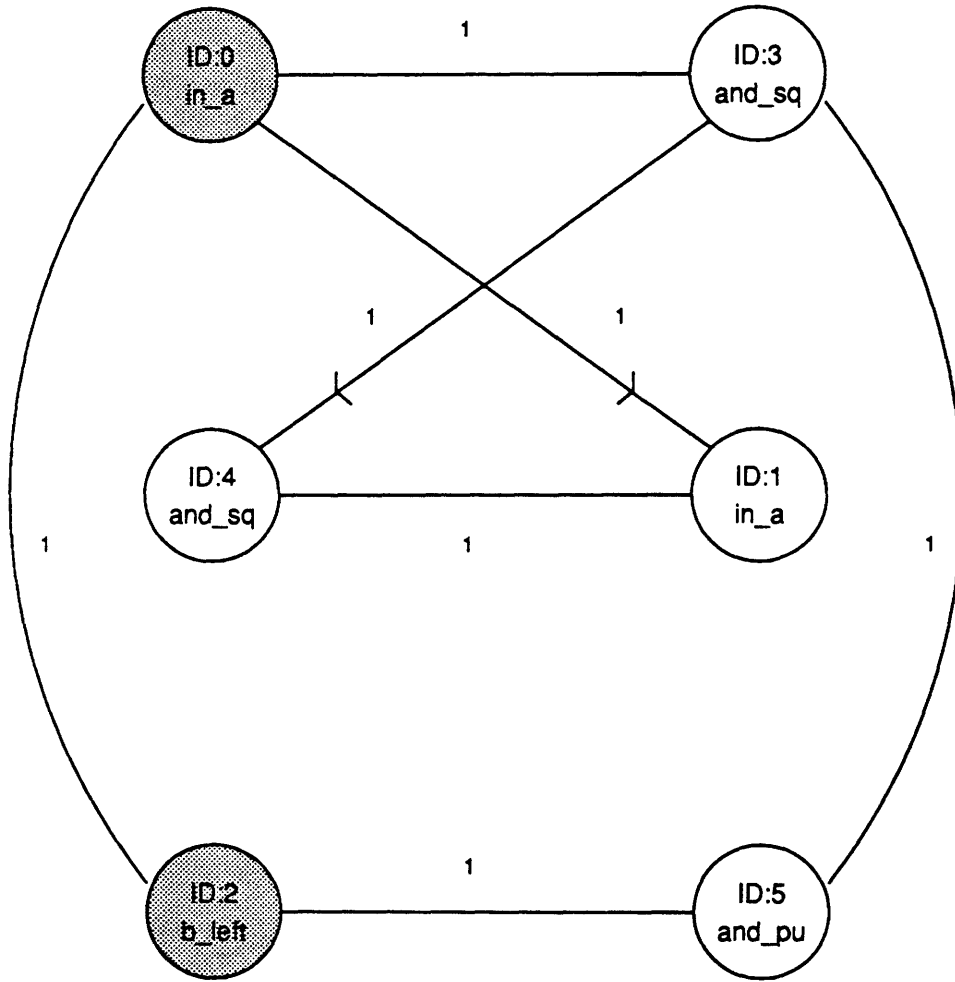 1
ID:0
in_a
ID:3
and_sq
1
1
ID:4
and_sq
ID:1
in_a
1
1
1
1
ID:2
b_left
ID:5
and_pu